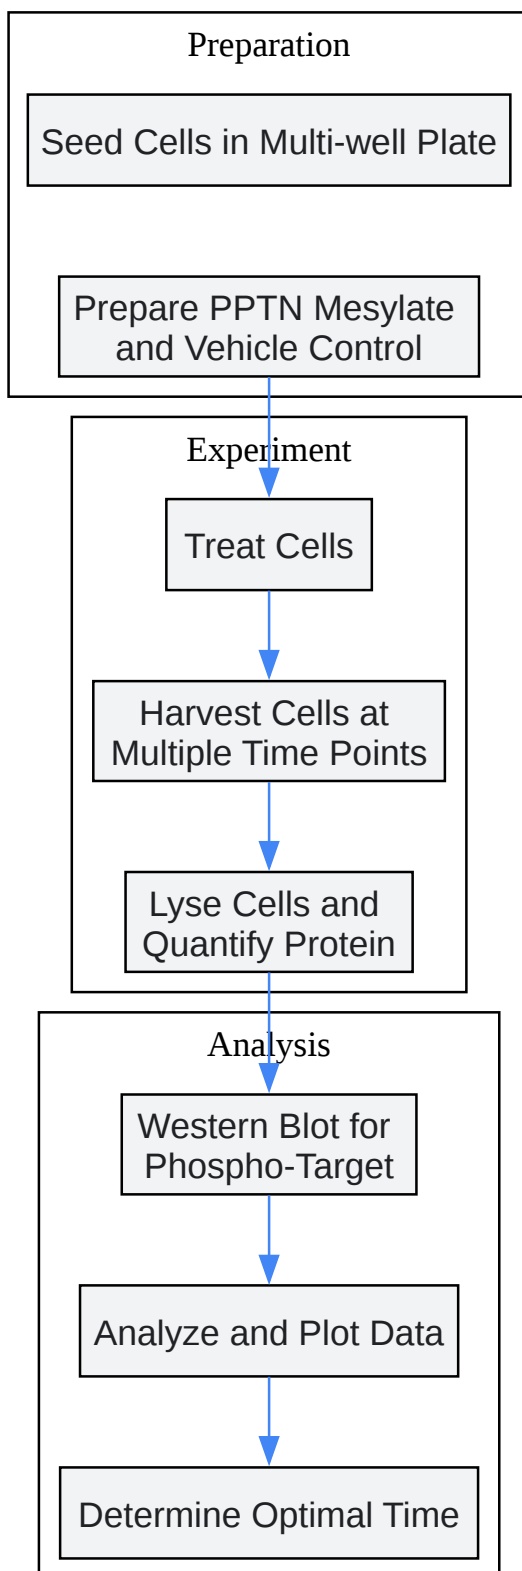 Preparation
Seed Cells in Multi-well Plate
Prepare PPTN Mesylate
and Vehicle Control
Experiment
Treat Cells
Harvest Cells at
Multiple Time Points
Lyse Cells and
Quantify Protein
Analysis
Western Blot for
Phospho-Target
Analyze and Plot Data
Determine Optimal Time